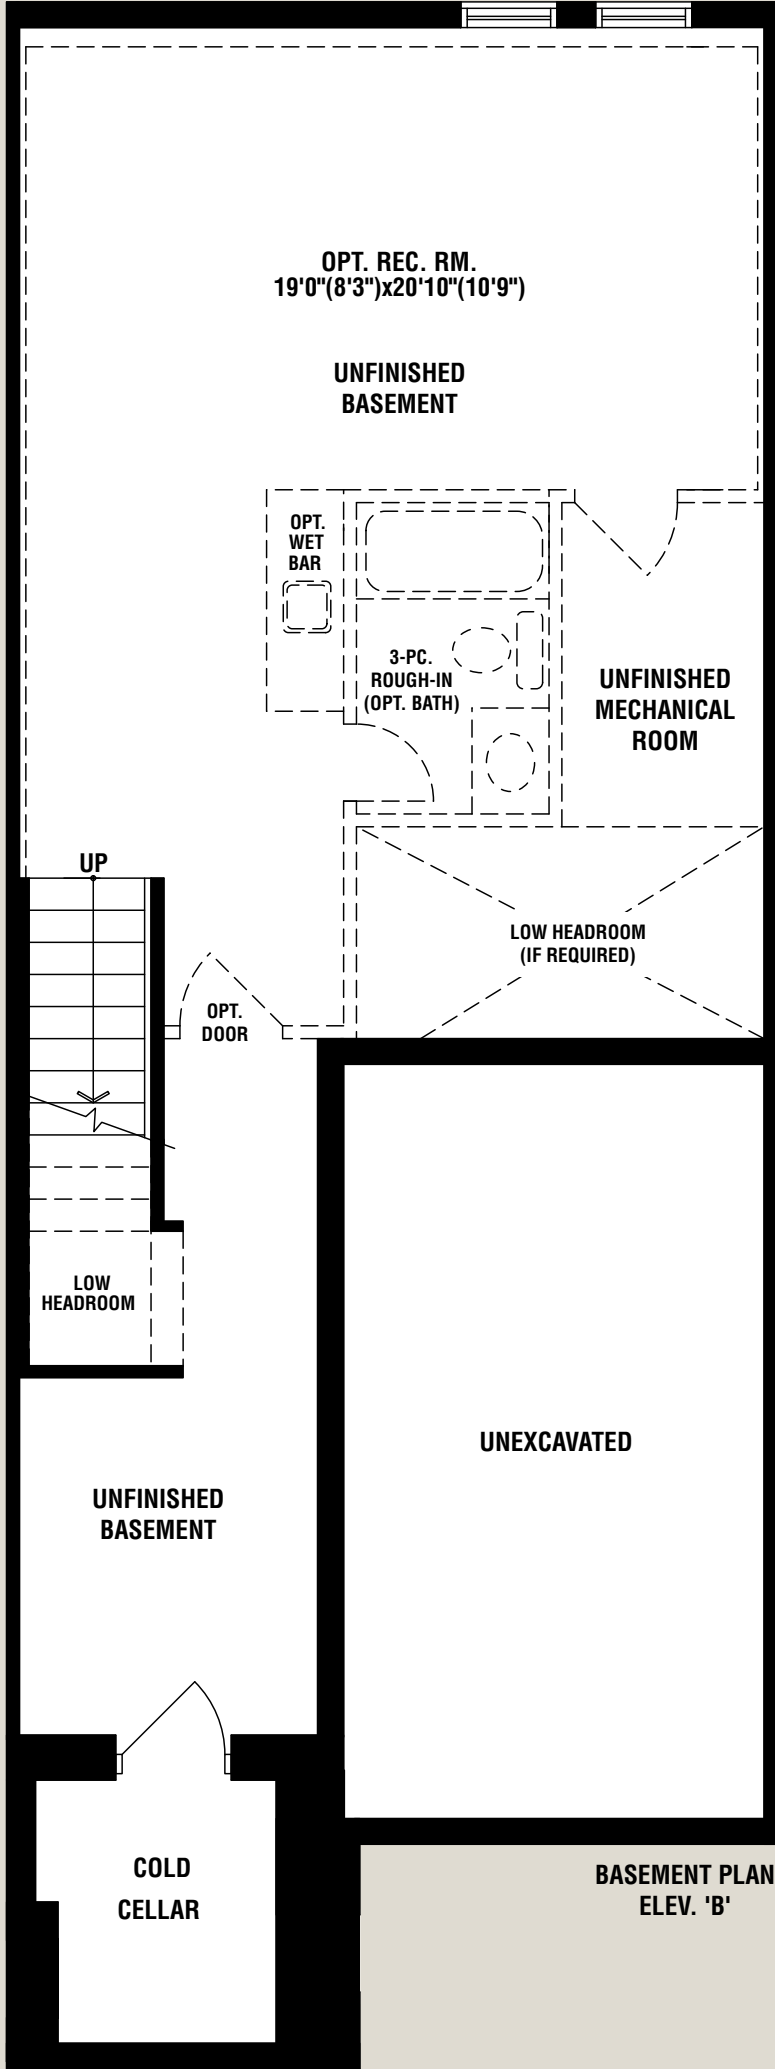 OPT. REC. RM.
19'0"(8'3")x20'10"(10'9")
UNFINISHED
BASEMENT
OPT.
WET
BAR
3-PC.
ROUGH-IN
(OPT. BATH)
UNFINISHED
MECHANICAL
ROOM
UP
LOW HEADROOM
(IF REQUIRED)
OPT.
DOOR
LOW
HEADROOM
UNEXCAVATED
UNFINISHED
BASEMENT
COLD
CELLAR
BASEMENT PLAN
ELEV. 'B'